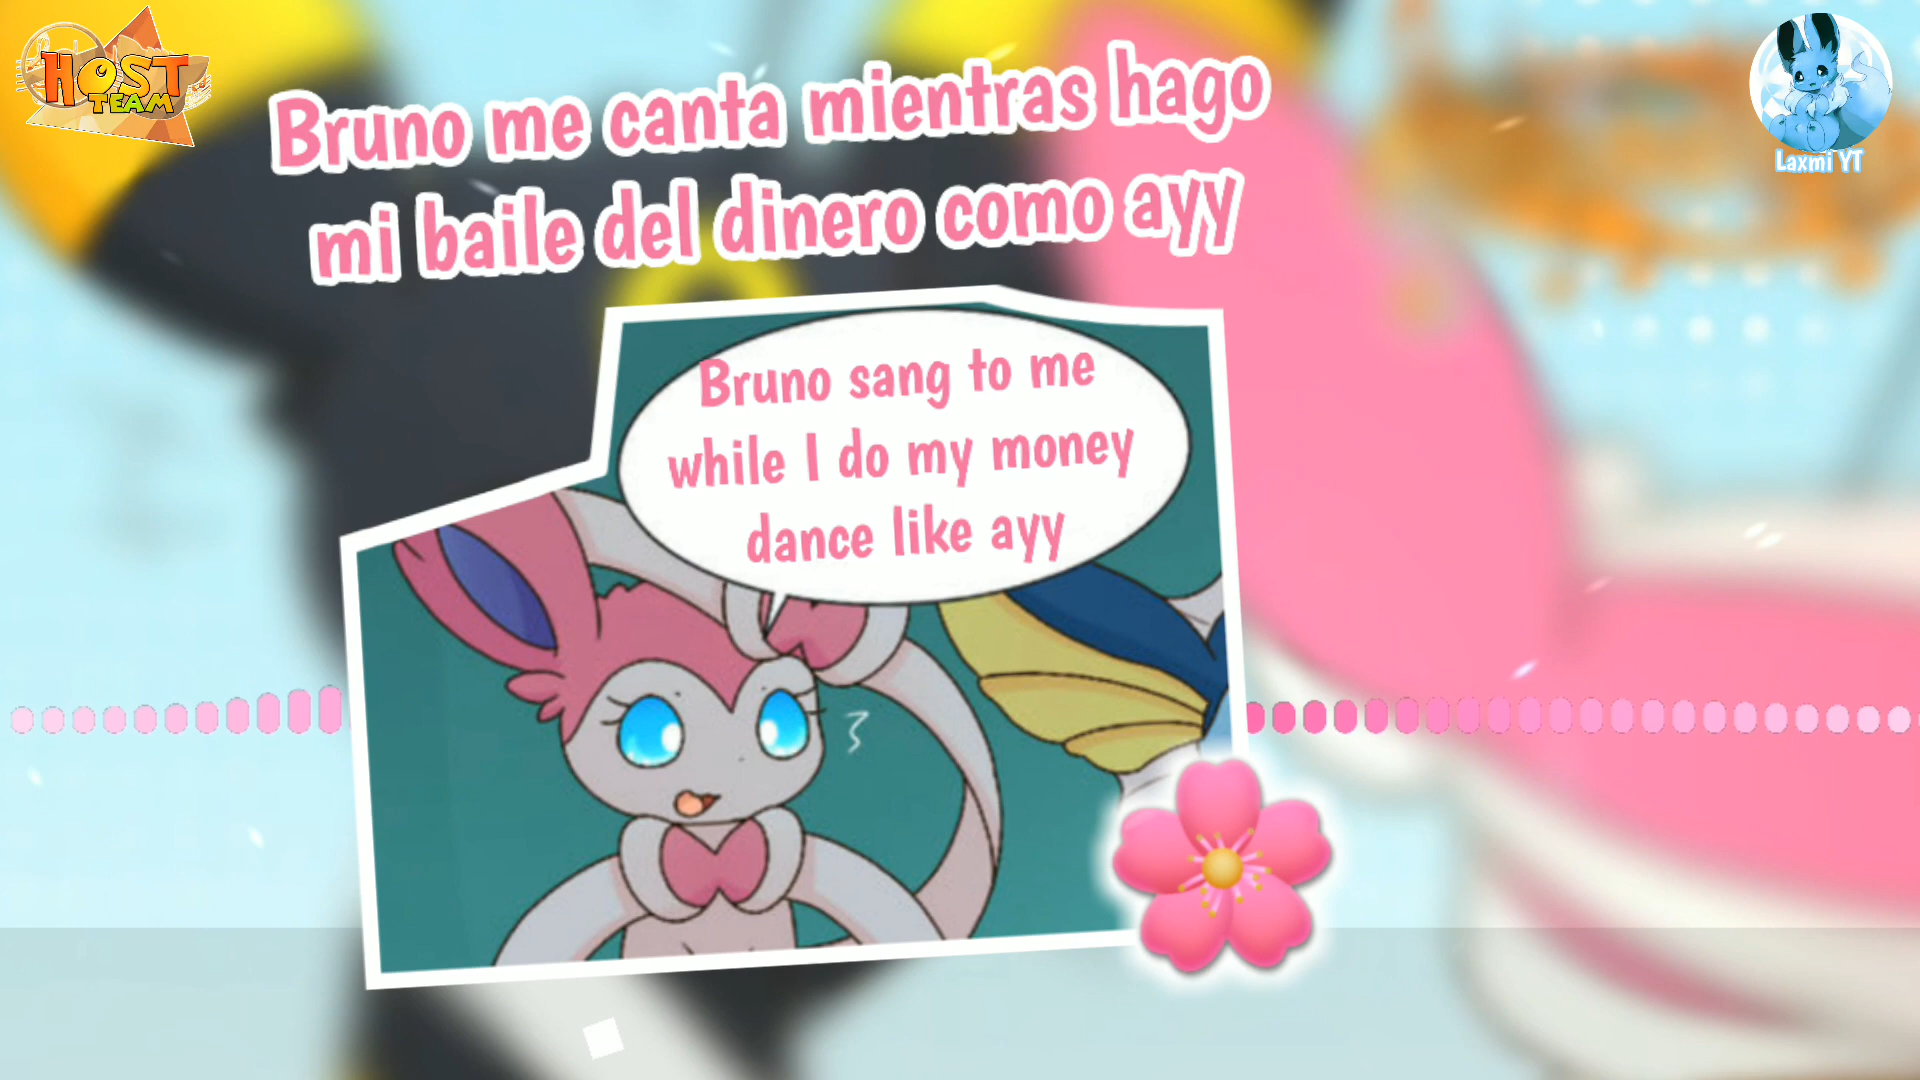 HOST
TEAM
Laxmi YT
Bruno me canta mientras hago
mi baile del dinero como ayy
Bruno sang to me
while I do my money
dance like ayy